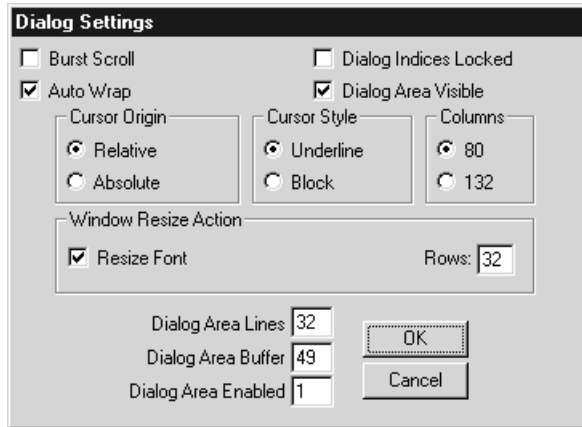 Dialog Settings
Burst Scroll Dialog Indices Locked
Auto Wrap Dialog Area Visible
Cursor Origin Cursor Style Columns
Relative Underline 80
Absolute Block 132
Window Resize Action
Resize Font Rows: 32
Dialog Area Lines 32
OK
Dialog Area Buffer 49
Cancel
Dialog Area Enabled 1